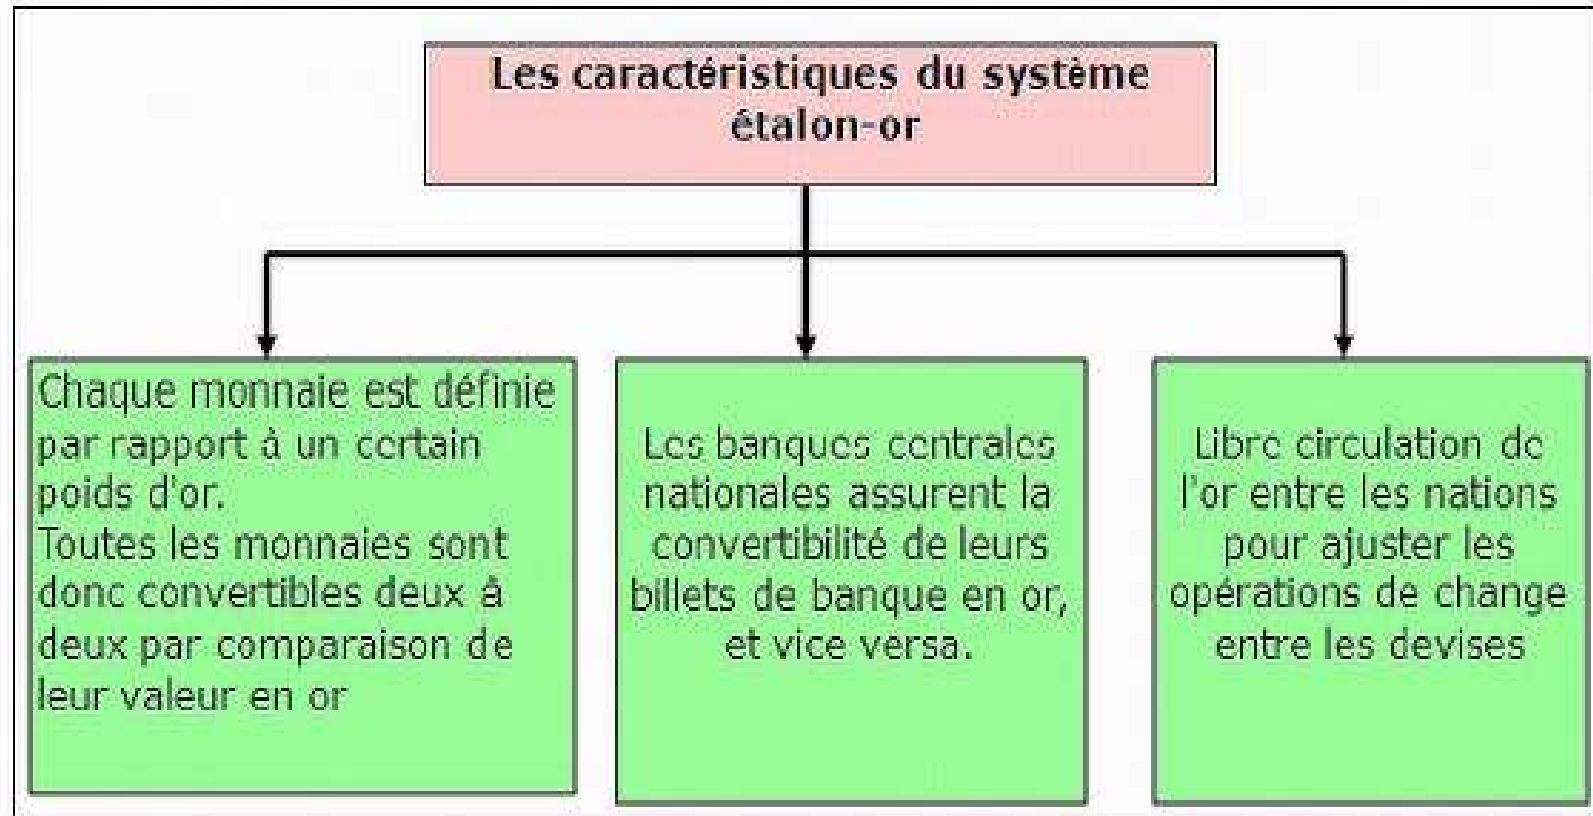 Les caractéristiques du système
étalon-or
Chaque monnaie est définie
par rapport à un certain
poids d'or.
Toutes les monnaies sont
donc convertibles deux à
deux par comparaison de
leur valeur en or
Les banques centrales
nationales assurent la
convertibilité de leurs
billets de banque en or,
et vice versa.
Libre circulation de
l'or entre les nations
pour ajuster les
opérations de change
entre les devises